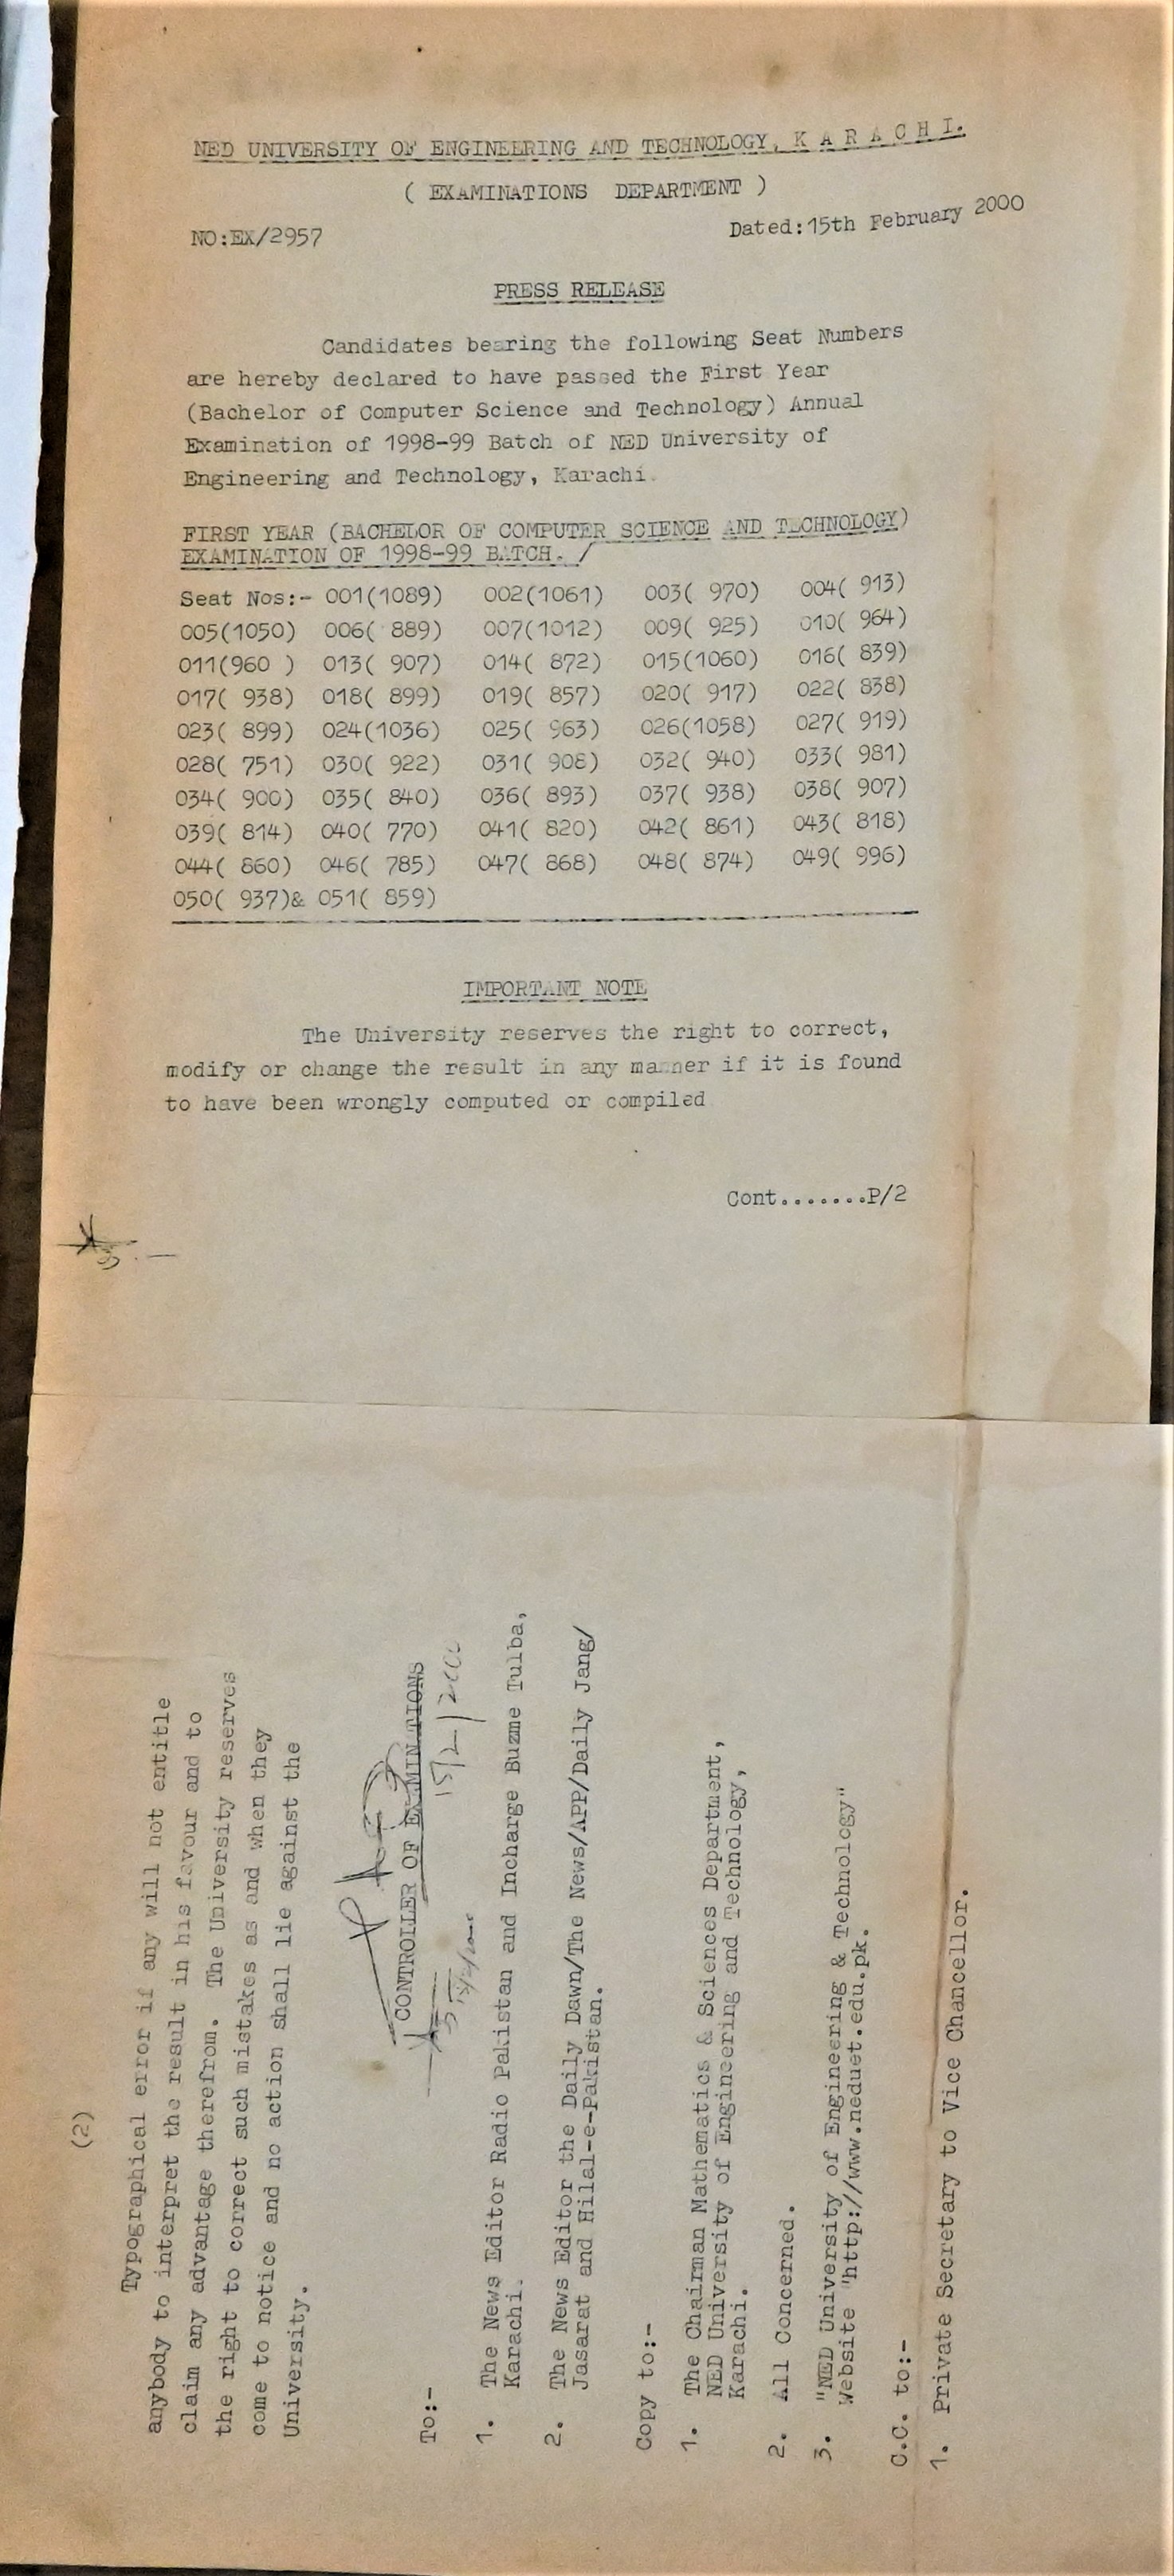 NED UNIVERSITY OF ENGINEERING AND TECHNOLOGY, K A R A C H I.
( EXAMINATIONS DEPARTMENT )
NO:EX/2957 Dated:15th February 2000
PRESS RELEASE
Candidates bearing the following Seat Numbers
are hereby declared to have passed the First Year
(Bachelor of Computer Science and Technology) Annual
Examination of 1998-99 Batch of NED University of
Engineering and Technology, Karachi.
FIRST YEAR (BACHELOR OF COMPUTER SCIENCE AND TECHNOLOGY)
EXAMINATION OF 1998-99 BATCH. /
Seat Nos:- 001(1089) 002(1061) 003( 970) 004( 913)
005(1050) 006( 889) 007(1012) 009( 925) 010( 964)
011(960 ) 013( 907) 014( 872) 015(1060) 016( 839)
017( 938) 018( 899) 019( 857) 020( 917) 022( 838)
023( 899) 024(1036) 025( 963) 026(1058) 027( 919)
028( 751) 030( 922) 031( 908) 032( 940) 033( 981)
034( 900) 035( 840) 036( 893) 037( 938) 038( 907)
039( 814) 040( 770) 041( 820) 042( 861) 043( 818)
044( 860) 046( 785) 047( 868) 048( 874) 049( 996)
050( 937)& 051( 859)
IMPORTANT NOTE
The University reserves the right to correct,
modify or change the result in any manner if it is found
to have been wrongly computed or compiled
Cont.......P/2
(2)
Typographical error if any will not entitle
anybody to interpret the result in his favour and to
claim any advantage therefrom. The University reserves
the right to correct such mistakes as and when they
come to notice and no action shall lie against the
University.
CONTROLLER OF EXAMINATIONS
15/2/2000
15/2/2000
To:-
1. The News Editor Radio Pakistan and Incharge Buzme Tulba,
Karachi.
2. The News Editor the Daily Dawn/The News/APP/Daily Jang/
Jasarat and Hilal-e-Pakistan.
Copy to:-
1. The Chairman Mathematics & Sciences Department,
NED University of Engineering and Technology,
Karachi.
2. All Concerned.
3. "NED University of Engineering & Technology"
Website "http://www.neduet.edu.pk.
C.C. to:-
1. Private Secretary to Vice Chancellor.